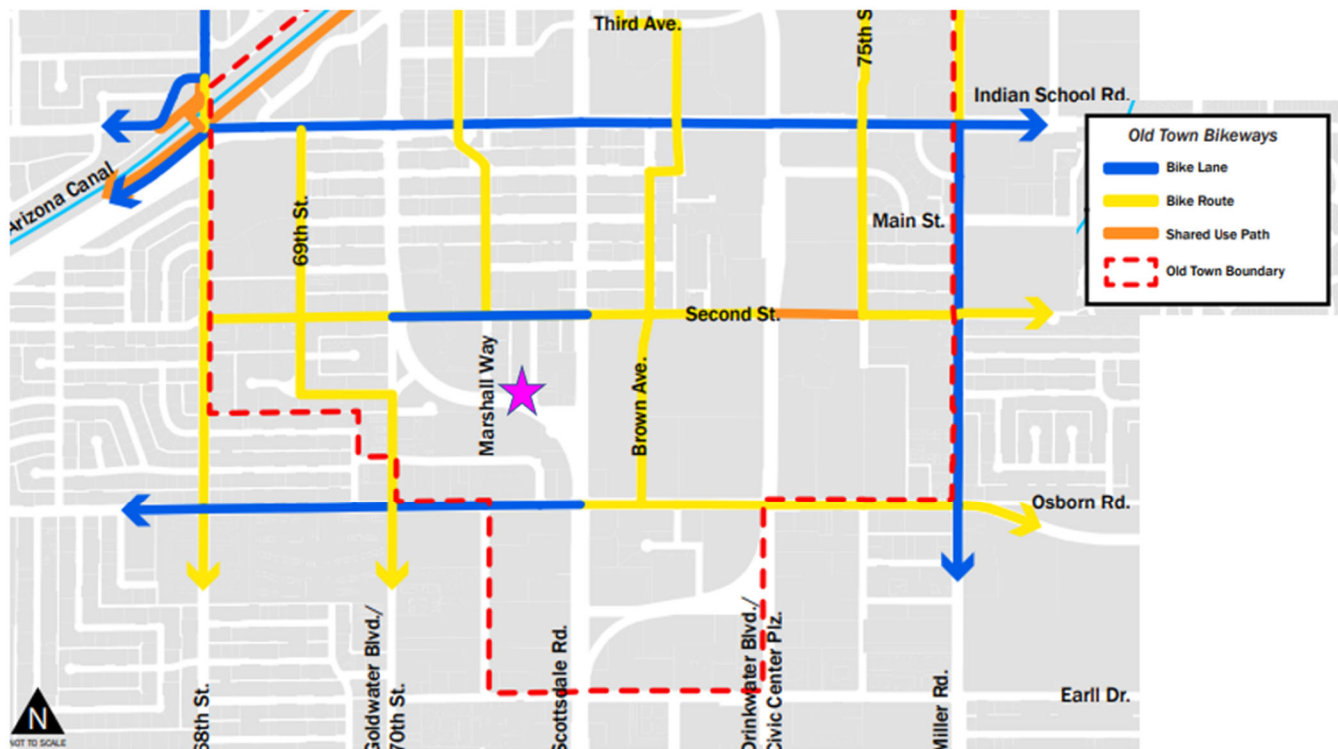 Third Ave.
75th S
Indian School Rd.
Old Town Bikeways
Bike Lane
Bike Route
Shared Use Path
Old Town Boundary
Arizona Canal
69th St.
Main St.
Second St.
Marshall Way
Brown Ave.
Osborn Rd.
68th St.
Goldwater Blvd./
70th St.
Scottsdale Rd.
Drinkwater Blvd./
Civic Center Plz.
Miller Rd.
Earll Dr.
N
NOT TO SCALE